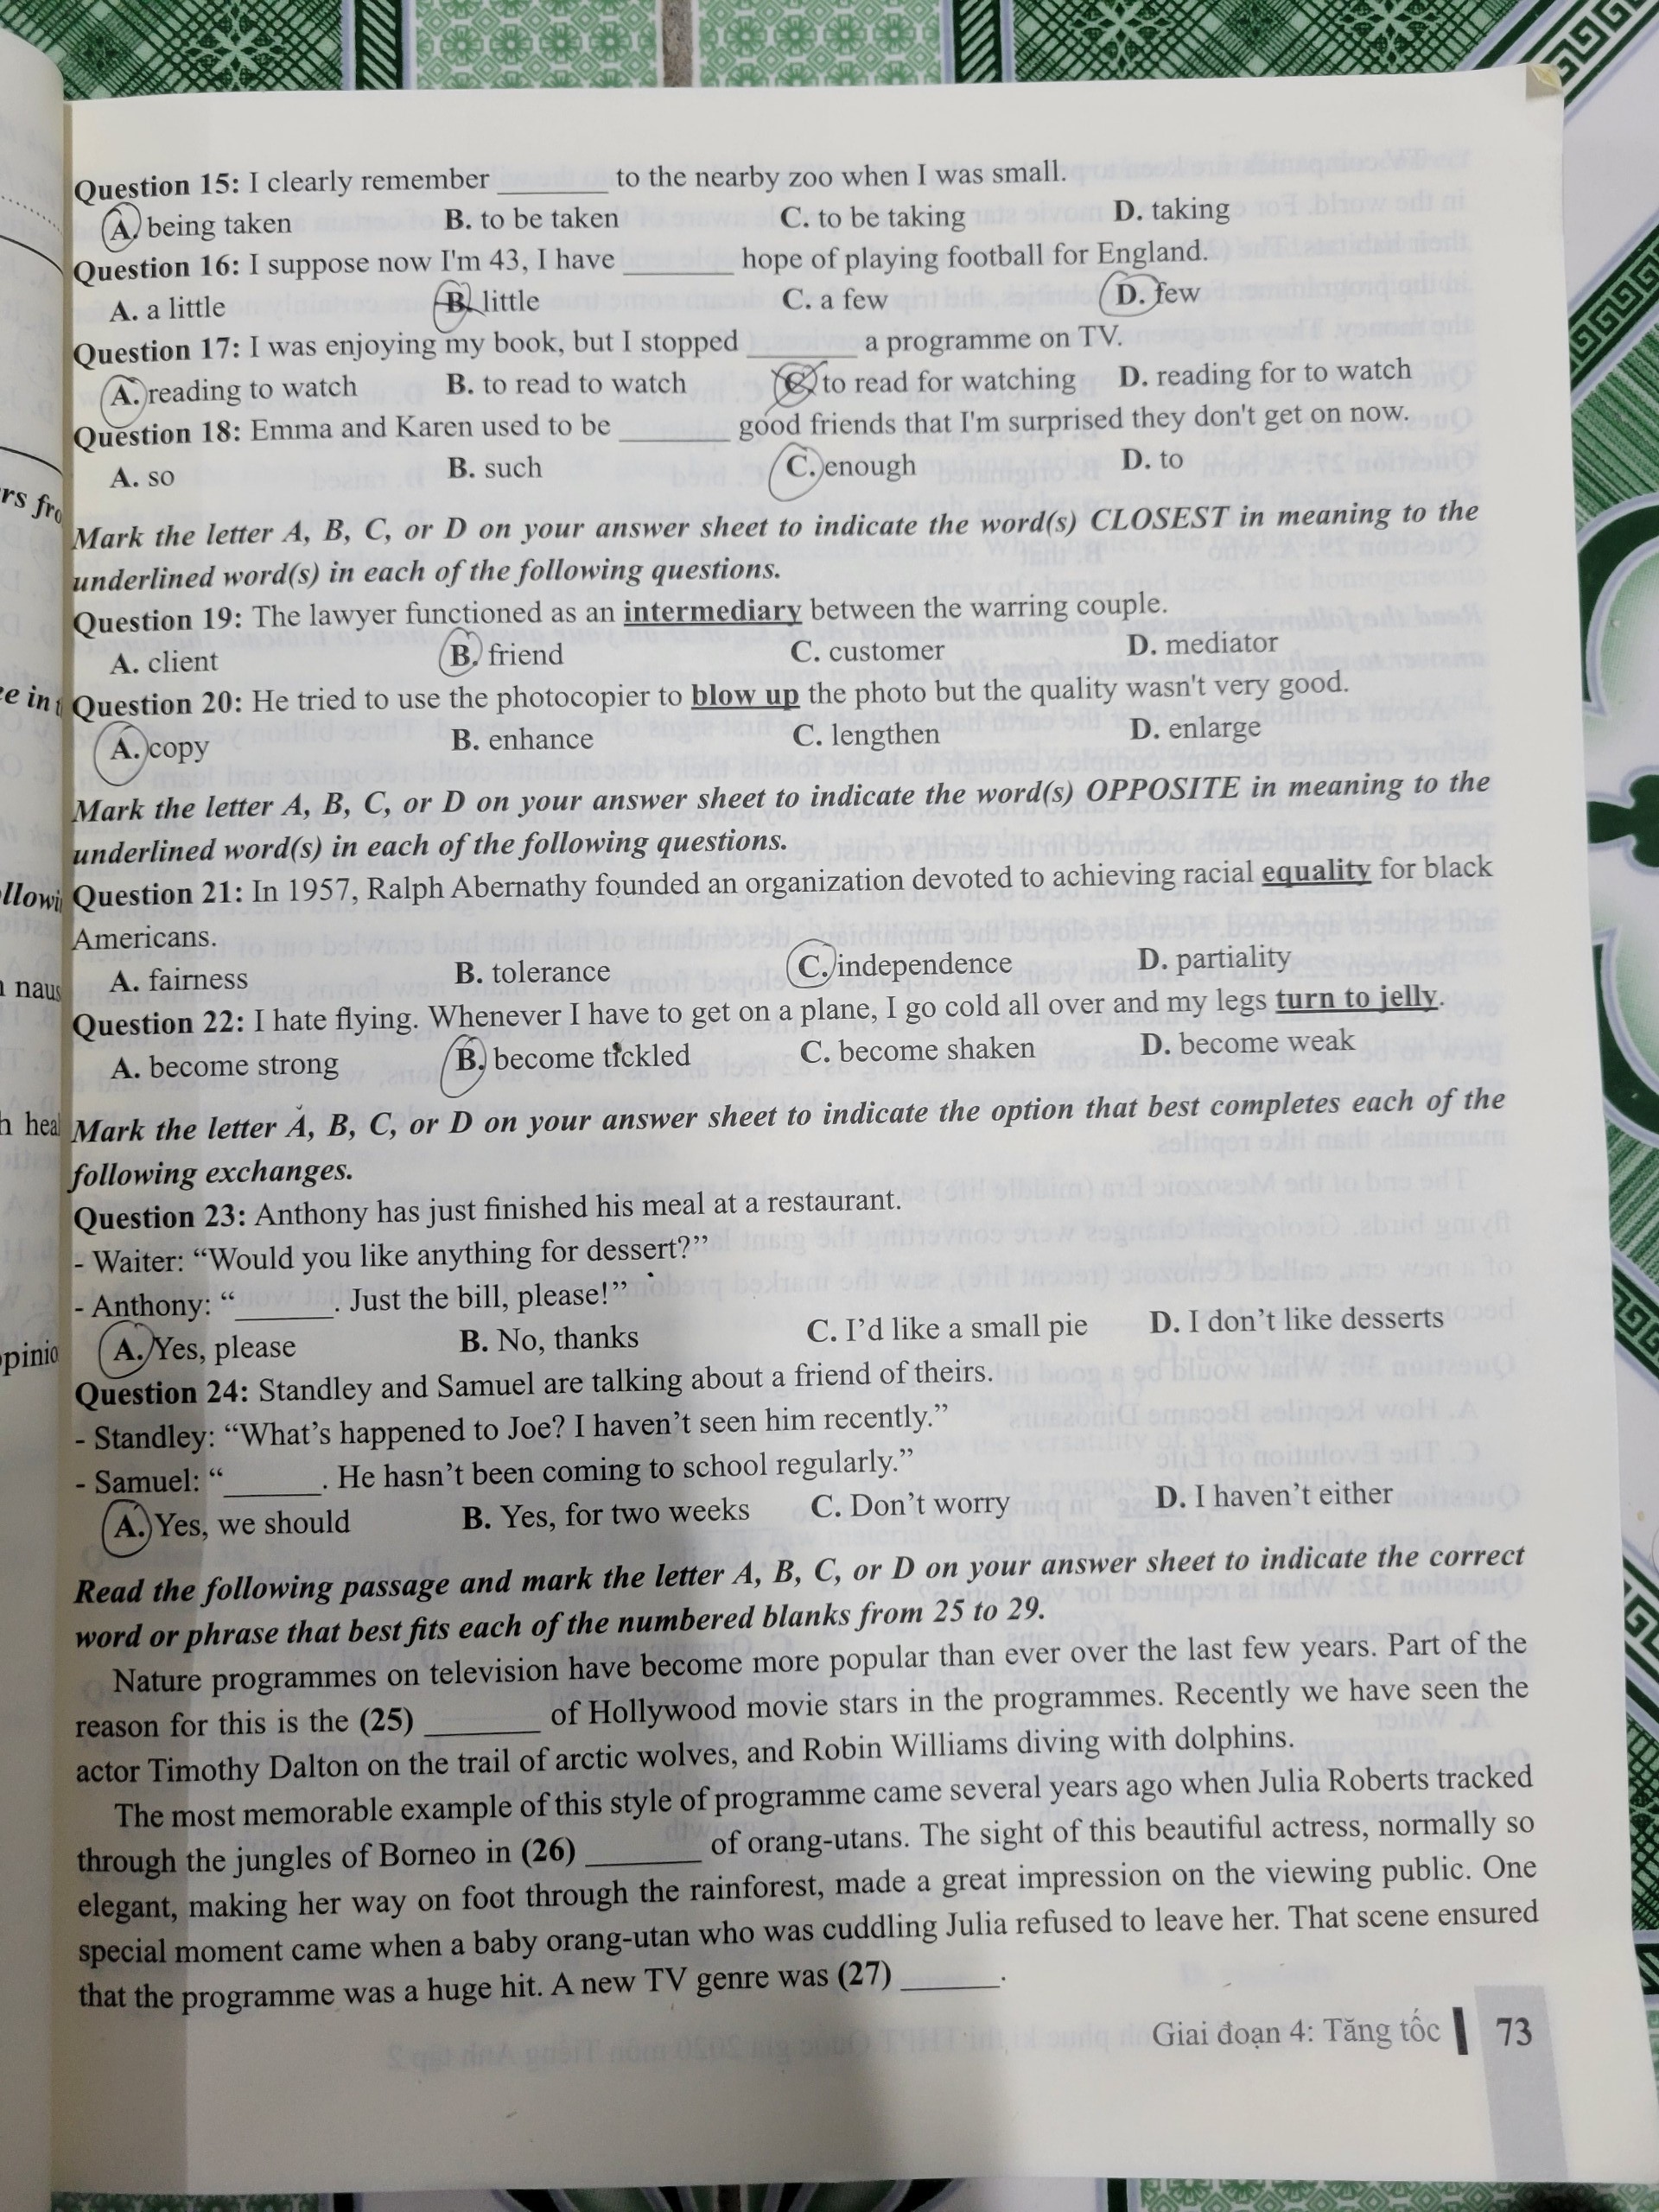 Question 15: I clearly remember ________ to the nearby zoo when I was small.
A. being taken B. to be taken C. to be taking D. taking
Question 16: I suppose now I'm 43, I have ________ hope of playing football for England.
A. a little B. little C. a few D. few
Question 17: I was enjoying my book, but I stopped ________ a programme on TV.
A. reading to watch B. to read to watch C. to read for watching D. reading for to watch
Question 18: Emma and Karen used to be ________ good friends that I'm surprised they don't get on now.
A. so B. such C. enough D. to
Mark the letter A, B, C, or D on your answer sheet to indicate the word(s) CLOSEST in meaning to the
underlined word(s) in each of the following questions.
Question 19: The lawyer functioned as an intermediary between the warring couple.
A. client B. friend C. customer D. mediator
Question 20: He tried to use the photocopier to blow up the photo but the quality wasn't very good.
A. copy B. enhance C. lengthen D. enlarge
Mark the letter A, B, C, or D on your answer sheet to indicate the word(s) OPPOSITE in meaning to the
underlined word(s) in each of the following questions.
Question 21: In 1957, Ralph Abernathy founded an organization devoted to achieving racial equality for black
Americans.
A. fairness B. tolerance C. independence D. partiality
Question 22: I hate flying. Whenever I have to get on a plane, I go cold all over and my legs turn to jelly.
A. become strong B. become tickled C. become shaken D. become weak
Mark the letter A, B, C, or D on your answer sheet to indicate the option that best completes each of the
following exchanges.
Question 23: Anthony has just finished his meal at a restaurant.
- Waiter: “Would you like anything for dessert?”
- Anthony: “_______. Just the bill, please!”
A. Yes, please B. No, thanks C. I’d like a small pie D. I don’t like desserts
Question 24: Standley and Samuel are talking about a friend of theirs.
- Standley: “What’s happened to Joe? I haven’t seen him recently.”
- Samuel: “_______. He hasn’t been coming to school regularly.”
A. Yes, we should B. Yes, for two weeks C. Don’t worry D. I haven’t either
Read the following passage and mark the letter A, B, C, or D on your answer sheet to indicate the correct
word or phrase that best fits each of the numbered blanks from 25 to 29.
Nature programmes on television have become more popular than ever over the last few years. Part of the
reason for this is the (25) ________ of Hollywood movie stars in the programmes. Recently we have seen the
actor Timothy Dalton on the trail of arctic wolves, and Robin Williams diving with dolphins.
The most memorable example of this style of programme came several years ago when Julia Roberts tracked
through the jungles of Borneo in (26) ________ of orang-utans. The sight of this beautiful actress, normally so
elegant, making her way on foot through the rainforest, made a great impression on the viewing public. One
special moment came when a baby orang-utan who was cuddling Julia refused to leave her. That scene ensured
that the programme was a huge hit. A new TV genre was (27) _______.
Giai đoạn 4: Tăng tốc 73